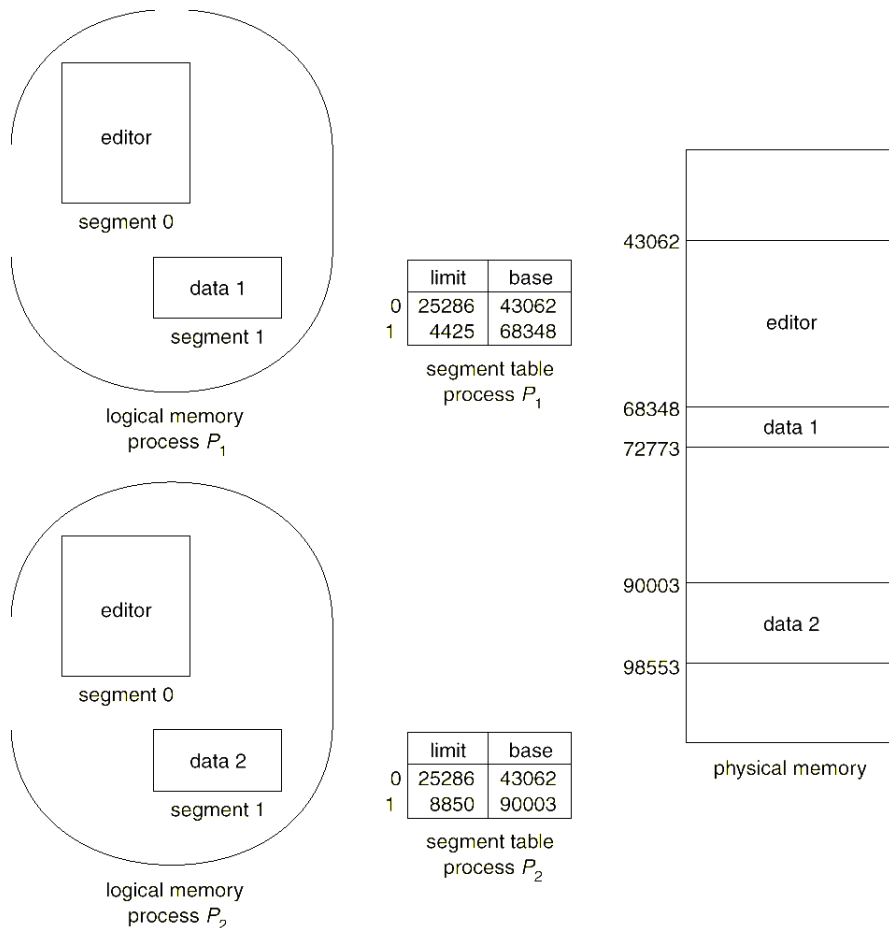 editor
segment 0
data 1
segment 1
logical memory
process P1
limit base
0 25286 43062
1 4425 68348
segment table
process P1
43062
editor
68348
data 1
72773
90003
data 2
98553
physical memory
editor
segment 0
data 2
segment 1
logical memory
process P2
limit base
0 25286 43062
1 8850 90003
segment table
process P2